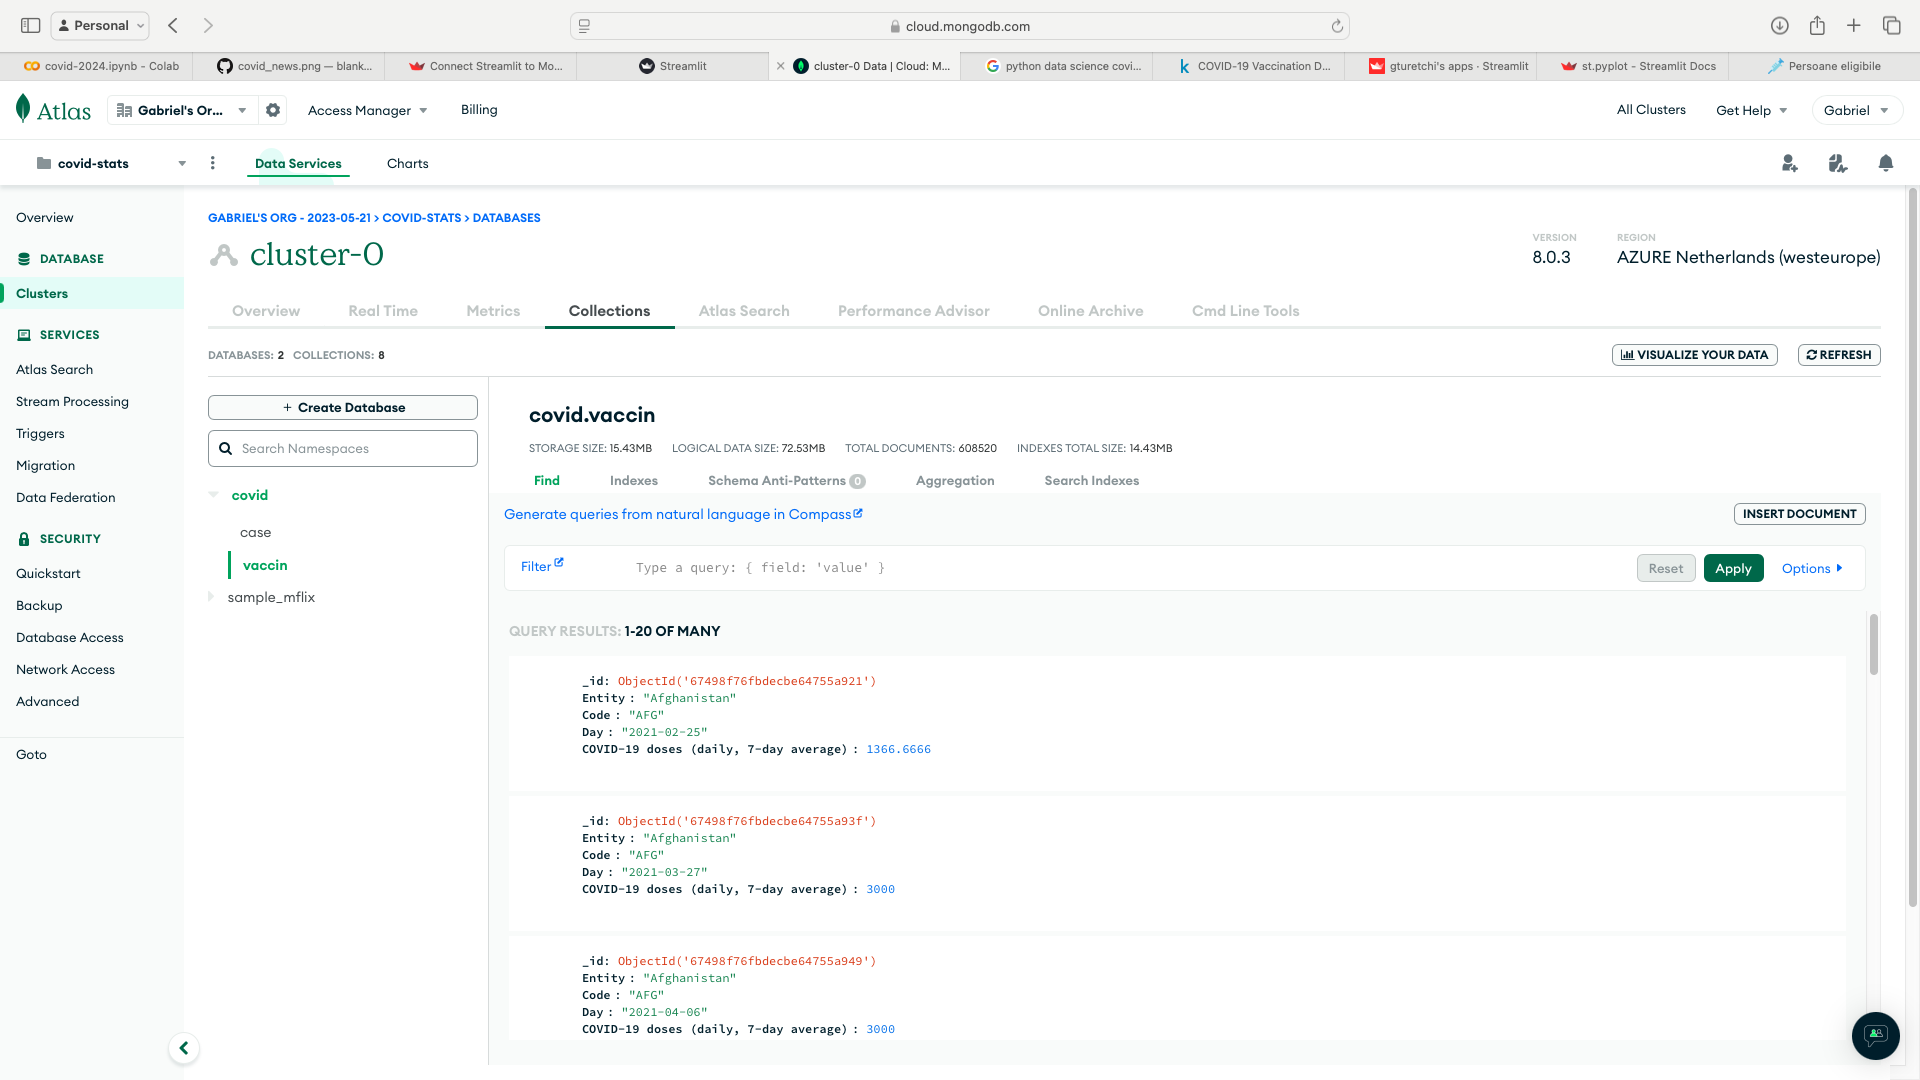 Personal
cloud.mongodb.com
covid-2024.ipynb - Colab
covid_news.png — blank...
Connect Streamlit to Mo...
Streamlit
cluster-0 Data | Cloud: M...
python data science covi...
COVID-19 Vaccination D...
gturetchi's apps · Streamlit
st.pyplot - Streamlit Docs
Persoane eligibile
Atlas
Gabriel's Or...
Access Manager
Billing
All Clusters
Get Help
Gabriel
covid-stats
Data Services
Charts
Overview
DATABASE
Clusters
SERVICES
Atlas Search
Stream Processing
Triggers
Migration
Data Federation
SECURITY
Quickstart
Backup
Database Access
Network Access
Advanced
Goto
GABRIEL'S ORG - 2023-05-21 > COVID-STATS > DATABASES
cluster-0
VERSION
8.0.3
REGION
AZURE Netherlands (westeurope)
Overview
Real Time
Metrics
Collections
Atlas Search
Performance Advisor
Online Archive
Cmd Line Tools
DATABASES: 2 COLLECTIONS: 8
VISUALIZE YOUR DATA
REFRESH
+ Create Database
Search Namespaces
covid
case
vaccin
sample_mflix
covid.vaccin
STORAGE SIZE: 15.43MB LOGICAL DATA SIZE: 72.53MB TOTAL DOCUMENTS: 608520 INDEXES TOTAL SIZE: 14.43MB
Find
Indexes
Schema Anti-Patterns 0
Aggregation
Search Indexes
Generate queries from natural language in Compass
INSERT DOCUMENT
Filter
Type a query: { field: 'value' }
Reset
Apply
Options
QUERY RESULTS: 1-20 OF MANY
_id: ObjectId('67498f76fbdecbe64755a921')
Entity : "Afghanistan"
Code : "AFG"
Day : "2021-02-25"
COVID-19 doses (daily, 7-day average) : 1366.6666
_id: ObjectId('67498f76fbdecbe64755a93f')
Entity : "Afghanistan"
Code : "AFG"
Day : "2021-03-27"
COVID-19 doses (daily, 7-day average) : 3000
_id: ObjectId('67498f76fbdecbe64755a949')
Entity : "Afghanistan"
Code : "AFG"
Day : "2021-04-06"
COVID-19 doses (daily, 7-day average) : 3000